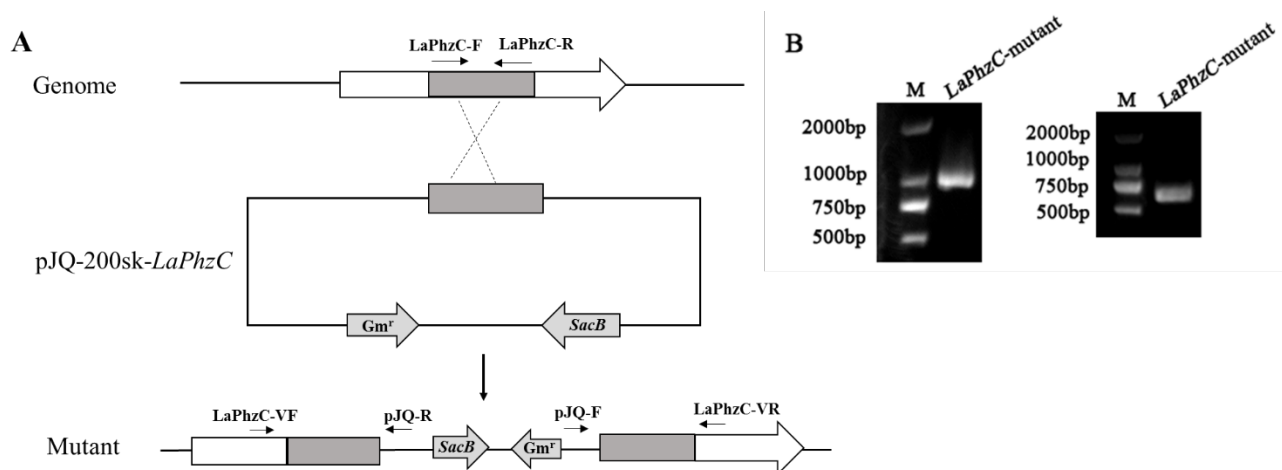 A
LaPhzC-F
LaPhzC-R
Genome
pJQ-200sk-LaPhzC
Gmʳ
SacB
LaPhzC-VF
pJQ-R
pJQ-F
LaPhzC-VR
Mutant
SacB
Gmʳ
B
M
LaPhzC-mutant
2000bp
1000bp
750bp
500bp
M
LaPhzC-mutant
2000bp
1000bp
750bp
500bp